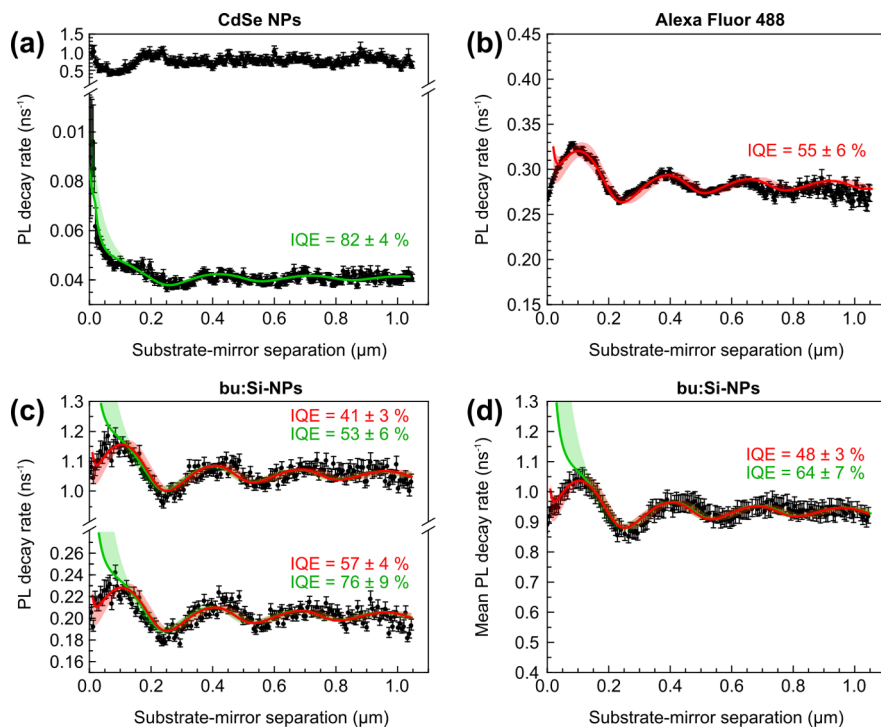 CdSe NPs
(a)
1.5
1.0
0.5
0.01
0.08
0.06
0.04
PL decay rate (ns⁻¹)
IQE = 82 ± 4 %
0.0 0.2 0.4 0.6 0.8 1.0
Substrate-mirror separation (µm)
Alexa Fluor 488
(b)
0.45
0.40
0.35
0.30
0.25
0.20
0.15
PL decay rate (ns⁻¹)
IQE = 55 ± 6 %
0.0 0.2 0.4 0.6 0.8 1.0
Substrate-mirror separation (µm)
bu:Si-NPs
(c)
1.3
1.2
1.1
1.0
0.26
0.24
0.22
0.20
0.18
0.16
PL decay rate (ns⁻¹)
IQE = 41 ± 3 %
IQE = 53 ± 6 %
IQE = 57 ± 4 %
IQE = 76 ± 9 %
0.0 0.2 0.4 0.6 0.8 1.0
Substrate-mirror separation (µm)
bu:Si-NPs
(d)
1.3
1.2
1.1
1.0
0.9
0.8
0.7
0.6
0.5
0.4
Mean PL decay rate (ns⁻¹)
IQE = 48 ± 3 %
IQE = 64 ± 7 %
0.0 0.2 0.4 0.6 0.8 1.0
Substrate-mirror separation (µm)